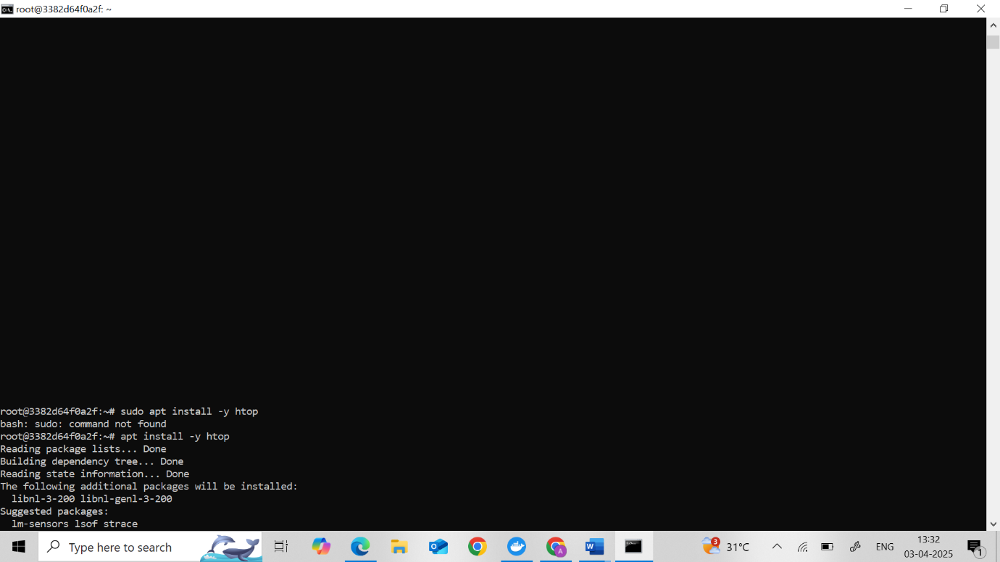 root@3382d64f0a2f: ~
root@3382d64f0a2f:~# sudo apt install -y htop
bash: sudo: command not found
root@3382d64f0a2f:~# apt install -y htop
Reading package lists... Done
Building dependency tree... Done
Reading state information... Done
The following additional packages will be installed:
  libnl-3-200 libnl-genl-3-200
Suggested packages:
  lm-sensors lsof strace
Type here to search
3
31°C
ENG
13:32
03-04-2025
1